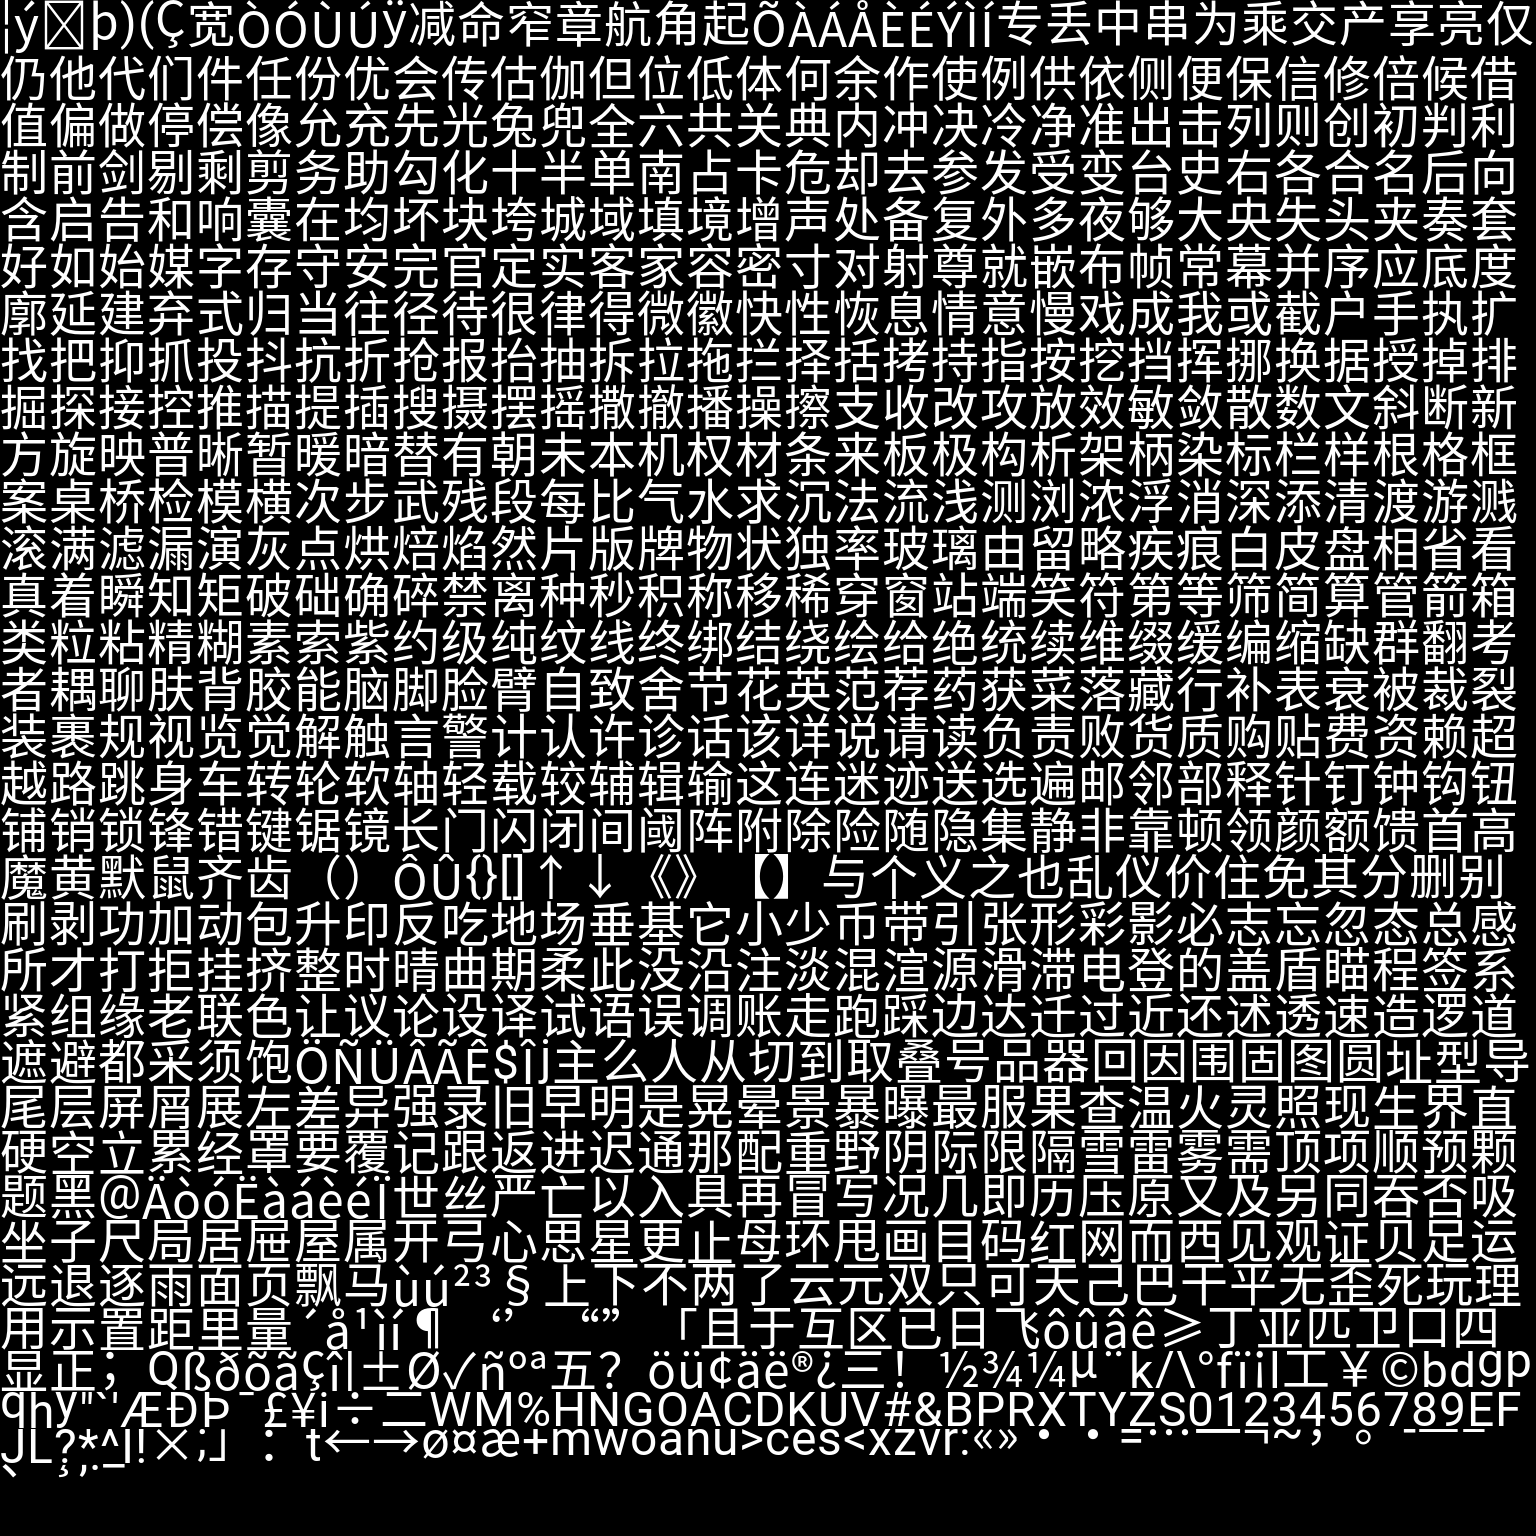 ¦ýþ)(Ç宽ÒÓÙÚÿ减命窄章航角起ÕÀÁÅÈÉÝÌÍ专丢中串为乘交产享亮仅
仍他代们件任份优会传估伽但位低体何余作使例供依侧便保信修倍候借
值偏做停偿像允充先光兔兜全六共关典内冲决冷净准出击列则创初判利
制前剑剔剩剪务助勾化十半单南占卡危却去参发受变台史右各合名后向
含启告和响囊在均坏块垮城域填境增声处备复外多夜够大央失头夹奏套
好如始媒字存守安完官定实客家容密寸对射尊就嵌布帧常幕并序应底度
廓延建弃式归当往径待很律得微徽快性恢息情意慢戏成我或截户手执扩
找把抑抓投抖抗折抢报抬抽拆拉拖拦择括拷持指按挖挡挥挪换据授掉排
掘探接控推描提插搜摄摆摇撒撤播操擦支收改攻放效敏敛散数文斜断新
方旋映普晰暂暖暗替有朝未本机权材条来板极构析架柄染标栏样根格框
案桌桥检模横次步武残段每比气水求沉法流浅测浏浓浮消深添清渡游溅
滚满滤漏演灰点烘焙焰然片版牌物状独率玻璃由留略疾痕白皮盘相省看
真着瞬知矩破础确碎禁离种秒积称移稀穿窗站端笑符第等筛简算管箭箱
类粒粘精糊素索紫约级纯纹线终绑结绕绘给绝统续维缀缓编缩缺群翻考
者耦聊肤背胶能脑脚脸臂自致舍节花英范荐药获菜落藏行补表衰被裁裂
装裹规视览觉解触言警计认许诊话该详说请读负责败货质购贴费资赖超
越路跳身车转轮软轴轻载较辅辑输这连迷迹送选遍邮邻部释针钉钟钩钮
铺销锁锋错键锯镜长门闪闭间阈阵附除险随隐集静非靠顿领颜额馈首高
魔黄默鼠齐齿（）ÔÛ{}[]↑↓《》【】与个义之也乱仪价住免其分删别
刷剥功加动包升印反吃地场垂基它小少币带引张形彩影必志忘忽态总感
所才打拒挂挤整时晴曲期柔此没沿注淡混渲源滑滞电登的盖盾瞄程签系
紧组缘老联色让议论设译试语误调账走跑踩边达迁过近还述透速造逻道
遮避都采须饱ÖÑÜÂÃÊ$Îj主么人从切到取叠号品器回因围固图圆址型导
尾层屏屑展左差异强录旧早明是晃晕景暴曝最服果查温火灵照现生界直
硬空立累经罩要覆记跟返进迟通那配重野阴际限隔雪雷雾需顶项顺预颗
题黑@ÄòóËàáèéÏ世丝严亡以入具再冒写况几即历压原又及另同吞否吸
坐子尺局居屉屋属开弓心思星更止母环甩画目码红网而西见观证贝足运
远退逐雨面页飘马ùú²³§上下不两了云元双只可天己巴干平无歪死玩理
用示置距里量´å¹ìí¶‘’“”「且于互区已日飞ôûâê≥丁亚匹卫口四
显正；Qßðõãçîl±Ø✓ñºª五？öü¢äë®¿三！½¾¼µ¨k/\°fï¡|工￥©bdgp
qhy"`'ÆÐÞ¯£¥i÷二WM%HNGOACDKUV#&BPRXTYZS0123456789EF
JL?*^I!×;」：t←→ø¤æ+mwoanu>ces<xzvr:«»•·=…一¬~，。-—–